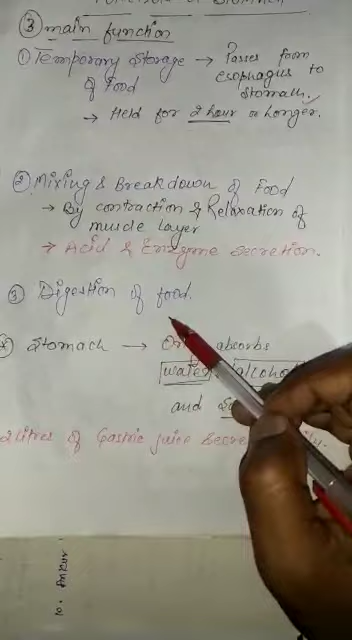 ③ main function
① Temporary storage → Passes from
of Food esophagus to
stomach.
→ Held for 2 hour or Longer.
② Mixing & Breakdown of Food
→ By contraction & Relaxation of
muscle layer
→ Acid & Enzyme secretion.
③ Digestion of food.
Stomach → absorbs
water alcohol
and
2 litres of Gastric juice
10.